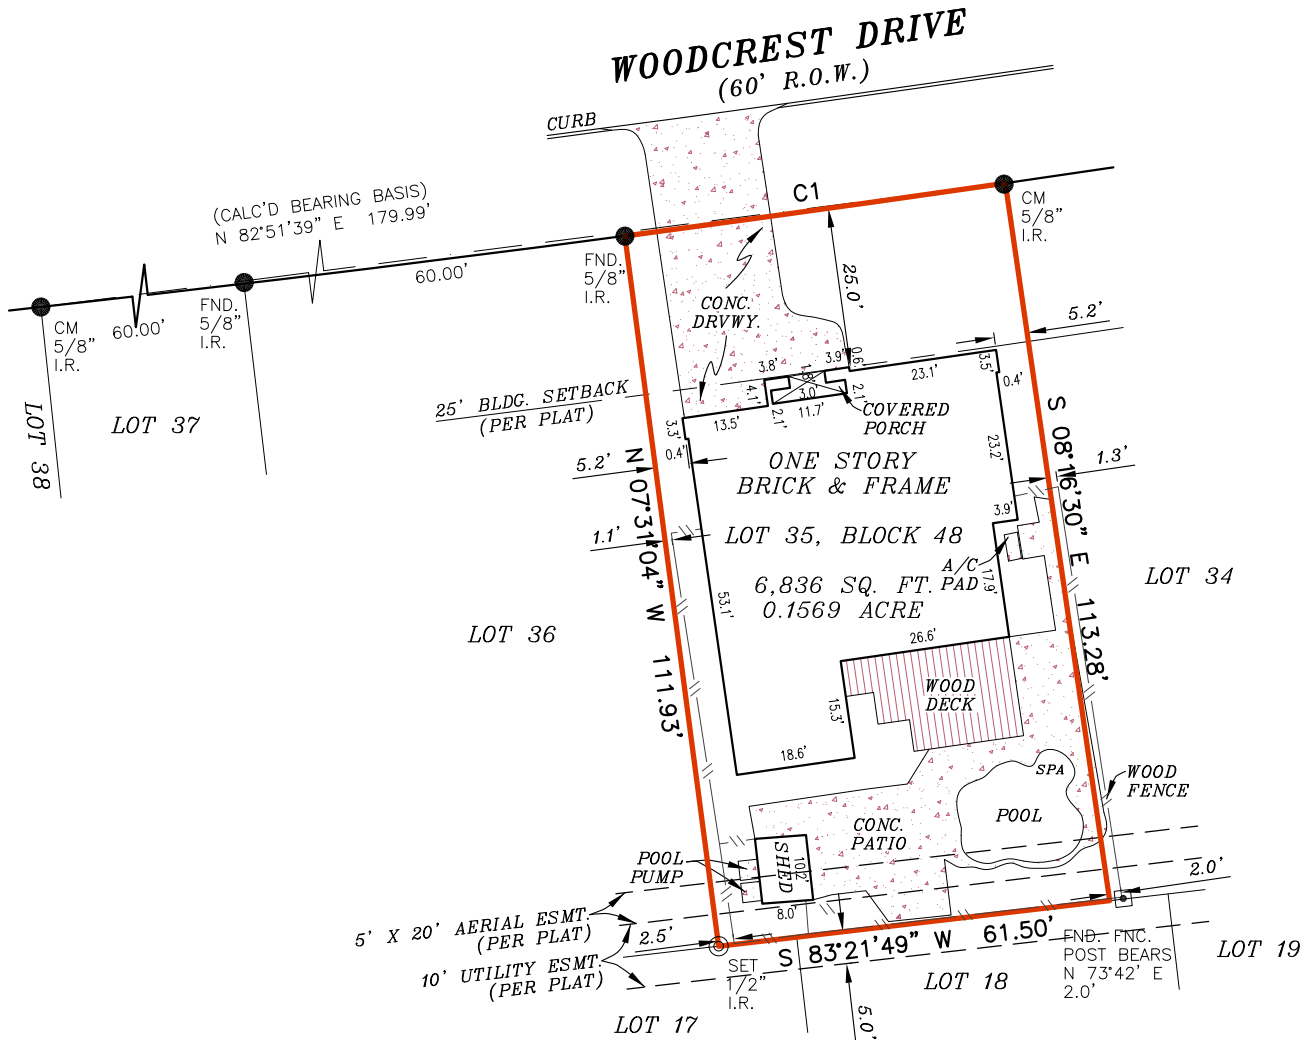 WOODCREST DRIVE
(60' R.O.W.)
CURB
(CALC'D BEARING BASIS)
N 82°51'39" E 179.99'
C1
CM
5/8"
I.R.
FND.
5/8"
I.R.
60.00'
FND.
5/8"
I.R.
60.00'
CM
5/8"
I.R.
25.0'
CONC.
DRVWY.
5.2'
LOT 38
LOT 37
25' BLDG. SETBACK
(PER PLAT)
3.8'
3.9'
0.6'
1.8'
3.0'
4.1'
2.1'
2.1'
11.7'
23.1'
3.5'
0.4'
COVERED
PORCH
3.3'
13.5'
0.4'
5.2'
ONE STORY
BRICK & FRAME
23.2'
1.3'
1.1'
LOT 35, BLOCK 48
3.9'
A/C
PAD
6,836 SQ. FT.
0.1569 ACRE
17.9'
53.1'
N 07°31'04" W 111.93'
S 08°16'30" E 113.28'
LOT 36
LOT 34
26.6'
WOOD
DECK
15.3'
18.6'
SPA
POOL
WOOD
FENCE
CONC.
PATIO
POOL
PUMP
SHED
10.2'
8.0'
5' X 20' AERIAL ESMT.
(PER PLAT)
10' UTILITY ESMT.
(PER PLAT)
2.5'
2.0'
S 83°21'49" W 61.50'
SET
1/2"
I.R.
FND. FNC.
POST BEARS
N 73°42' E
2.0'
LOT 17
LOT 18
LOT 19
5.0'